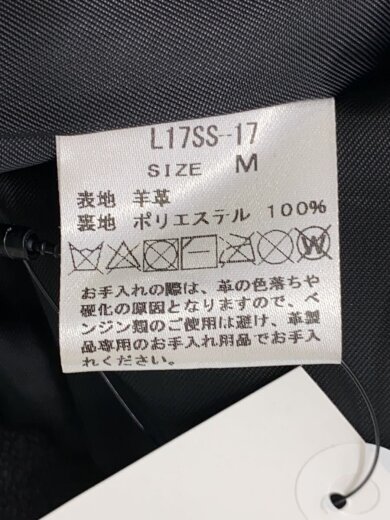 L17SS-17
SIZE M
表地 羊革
裏地 ポリエステル 100%
お手入れの際は、革の色落ちや
硬化の原因となりますので、ベ
ンジン類のご使用は避け、革製
品専用のお手入れ用品でお手入
れください。